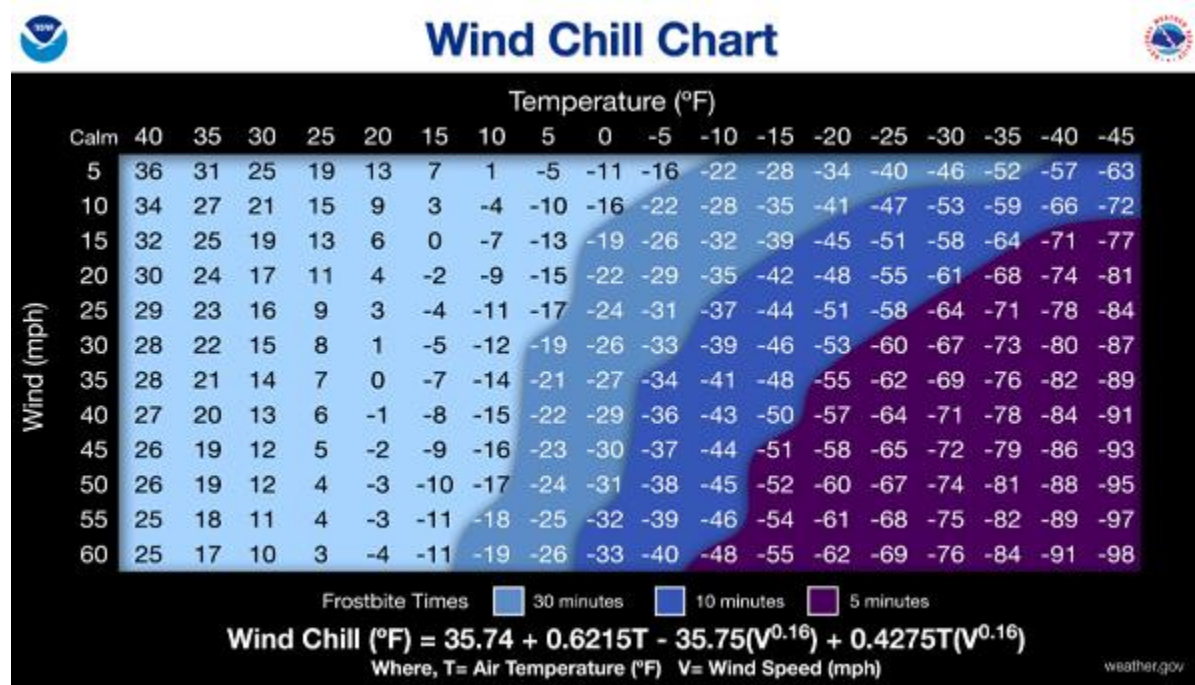 Wind Chill Chart
Temperature (°F)
Calm 40 35 30 25 20 15 10 5 0 -5 -10 -15 -20 -25 -30 -35 -40 -45
5 36 31 25 19 13 7 1 -5 -11 -16 -22 -28 -34 -40 -46 -52 -57 -63
10 34 27 21 15 9 3 -4 -10 -16 -22 -28 -35 -41 -47 -53 -59 -66 -72
15 32 25 19 13 6 0 -7 -13 -19 -26 -32 -39 -45 -51 -58 -64 -71 -77
20 30 24 17 11 4 -2 -9 -15 -22 -29 -35 -42 -48 -55 -61 -68 -74 -81
25 29 23 16 9 3 -4 -11 -17 -24 -31 -37 -44 -51 -58 -64 -71 -78 -84
30 28 22 15 8 1 -5 -12 -19 -26 -33 -39 -46 -53 -60 -67 -73 -80 -87
35 28 21 14 7 0 -7 -14 -21 -27 -34 -41 -48 -55 -62 -69 -76 -82 -89
40 27 20 13 6 -1 -8 -15 -22 -29 -36 -43 -50 -57 -64 -71 -78 -84 -91
45 26 19 12 5 -2 -9 -16 -23 -30 -37 -44 -51 -58 -65 -72 -79 -86 -93
50 26 19 12 4 -3 -10 -17 -24 -31 -38 -45 -52 -60 -67 -74 -81 -88 -95
55 25 18 11 4 -3 -11 -18 -25 -32 -39 -46 -54 -61 -68 -75 -82 -89 -97
60 25 17 10 3 -4 -11 -19 -26 -33 -40 -48 -55 -62 -69 -76 -84 -91 -98
Wind (mph)
Frostbite Times 30 minutes 10 minutes 5 minutes
Wind Chill (°F) = 35.74 + 0.6215T - 35.75(V^0.16) + 0.4275T(V^0.16)
Where, T= Air Temperature (°F) V= Wind Speed (mph)
weather.gov